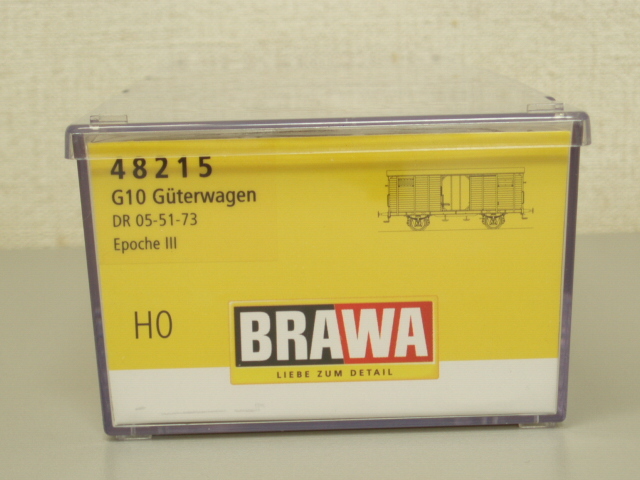 48215
G10 Güterwagen
DR 05-51-73
Epoche III
H0
BRAWA
LIEBE ZUM DETAIL